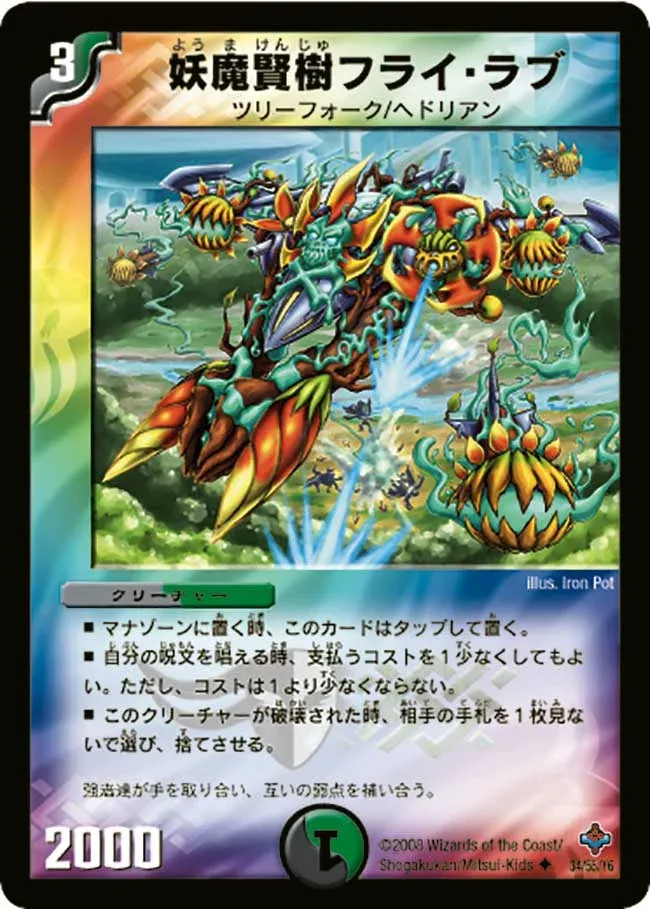 3
よう ま けんじゅ
妖魔賢樹フライ・ラブ
ツリーフォーク/ヘドリアン
illus. Iron Pot
クリーチャー
■ マナゾーンに置く時、このカードはタップして置く。
■ 自分の呪文を唱える時、支払うコストを1少なくしてもよ
い。ただし、コストは1より少なくならない。
■ このクリーチャーが破壊された時、相手の手札を1枚見な
いで選び、捨てさせる。
強者達が手を取り合い、互いの弱点を補い合う。
2000
1
©2008 Wizards of the Coast/
Shogakukan/Mitsui-Kids ◆
34/55/Y6